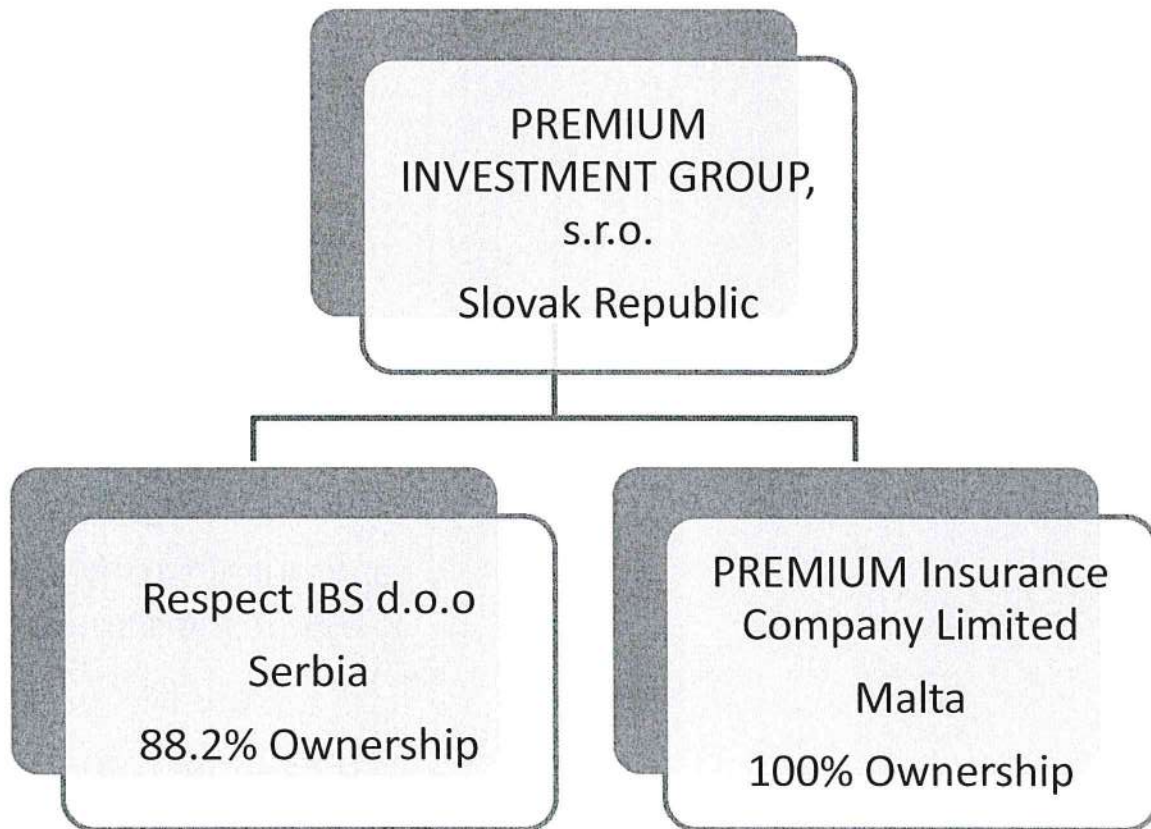 PREMIUM
INVESTMENT GROUP,
s.r.o.
Slovak Republic
Respect IBS d.o.o
Serbia
88.2% Ownership
PREMIUM Insurance
Company Limited
Malta
100% Ownership